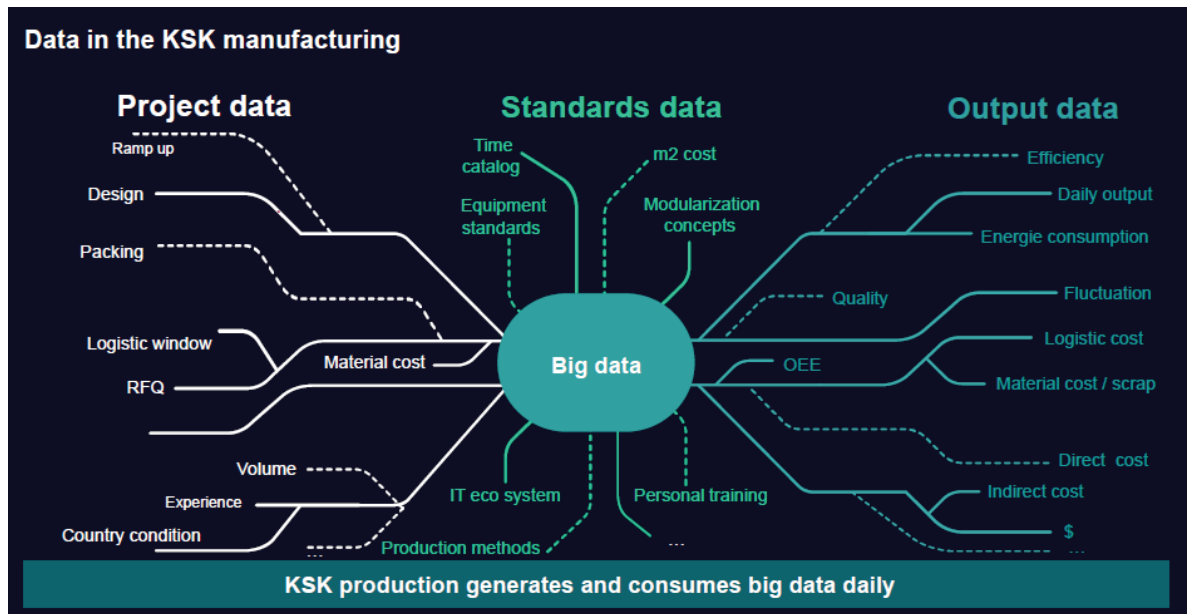 Data in the KSK manufacturing
Project data
Ramp up
Design
Packing
Logistic window
RFQ
Material cost
Volume
Experience
Country condition
...
Standards data
Time
catalog
m2 cost
Equipment
standards
Modularization
concepts
Big data
IT eco system
Personal training
Production methods
...
Output data
Efficiency
Daily output
Energie consumption
Quality
Fluctuation
Logistic cost
OEE
Material cost / scrap
Direct cost
Indirect cost
$
...
KSK production generates and consumes big data daily